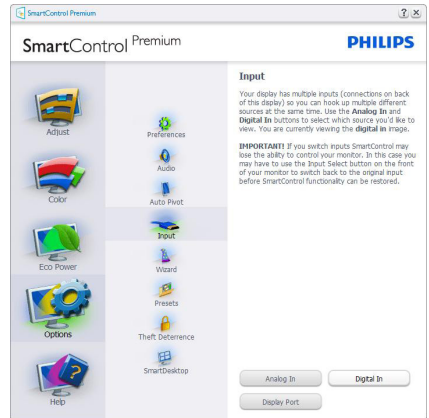 SmartControl Premium
SmartControl Premium
PHILIPS
Adjust
Color
Eco Power
Options
Help
Preferences
Audio
Auto Pivot
Input
Wizard
Presets
Theft Deterrence
SmartDesktop
Input
Your display has multiple inputs (connections on back
of this display) so you can hook up multiple different
sources at the same time. Use the Analog In and
Digital In buttons to select which source you'd like to
view. You are currently viewing the digital in image.
IMPORTANT! If you switch inputs SmartControl may
lose the ability to control your monitor. In this case you
may have to use the Input Select button on the front
of your monitor to switch back to the original input
before SmartControl functionality can be restored.
Analog In
Digital In
Display Port